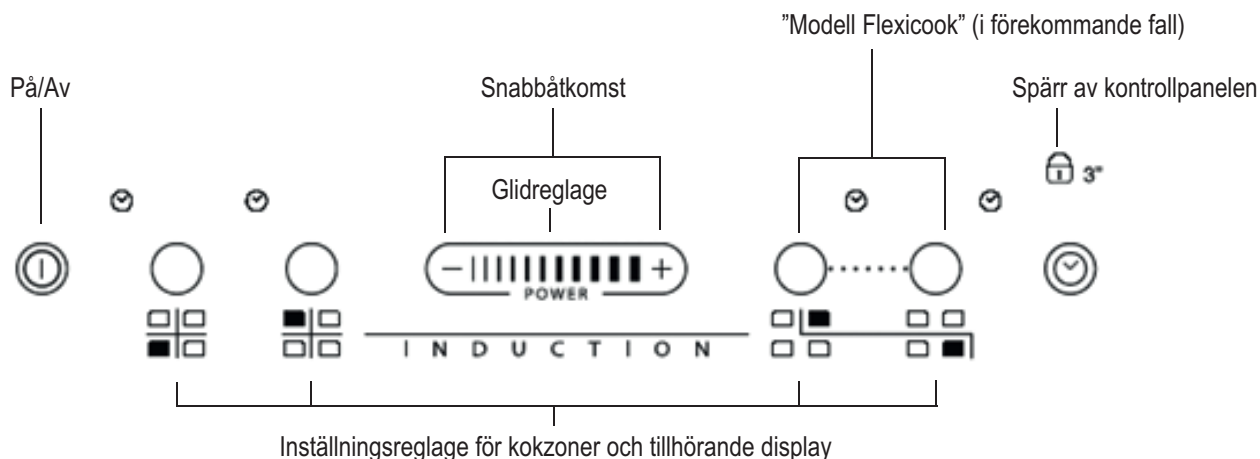 ”Modell Flexicook” (i förekommande fall)
På/Av
Snabbåtkomst
Spärr av kontrollpanelen
Glidreglage
3"
− +
POWER
INDUCTION
Inställningsreglage för kokzoner och tillhörande display